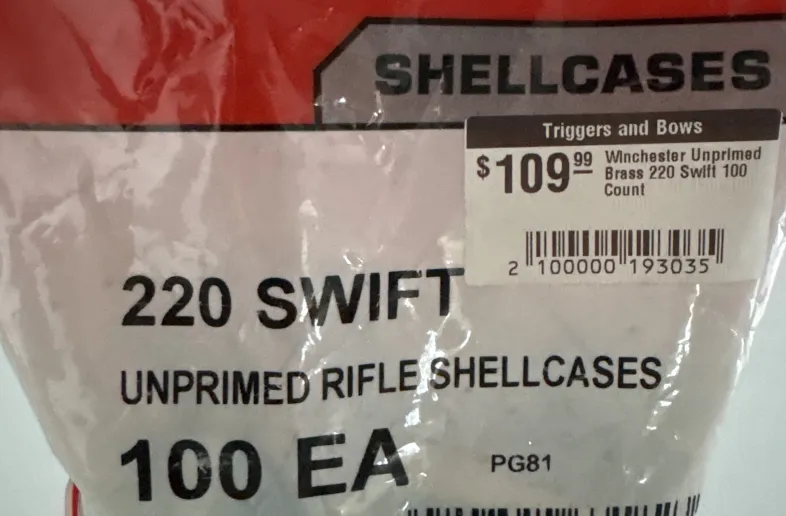 SHELLCASES
Triggers and Bows
$109.99 Winchester Unprimed
Brass 220 Swift 100
Count
2 100000 193035
220 SWIFT
UNPRIMED RIFLE SHELLCASES
100 EA
PG81